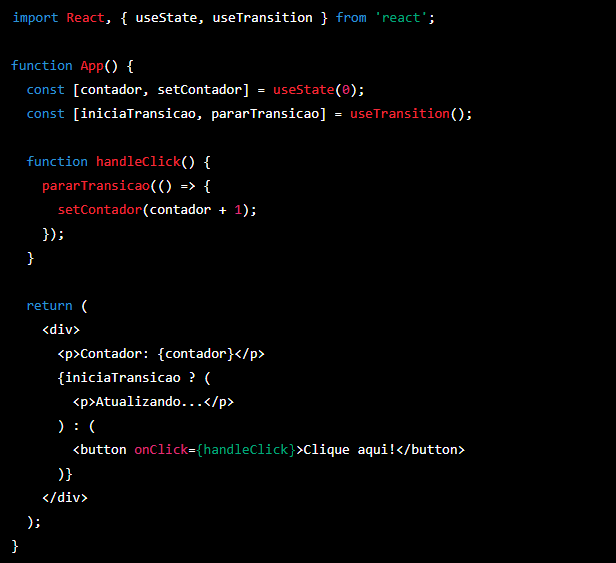 import React, { useState, useTransition } from 'react';
function App() {
const [contador, setContador] = useState(0);
const [iniciaTransicao, pararTransicao] = useTransition();
function handleClick() {
pararTransicao(() => {
setContador(contador + 1);
});
}
return (
<div>
<p>Contador: {contador}</p>
{iniciaTransicao ? (
<p>Atualizando...</p>
) : (
<button onClick={handleClick}>Clique aqui!</button>
)}
</div>
);
}